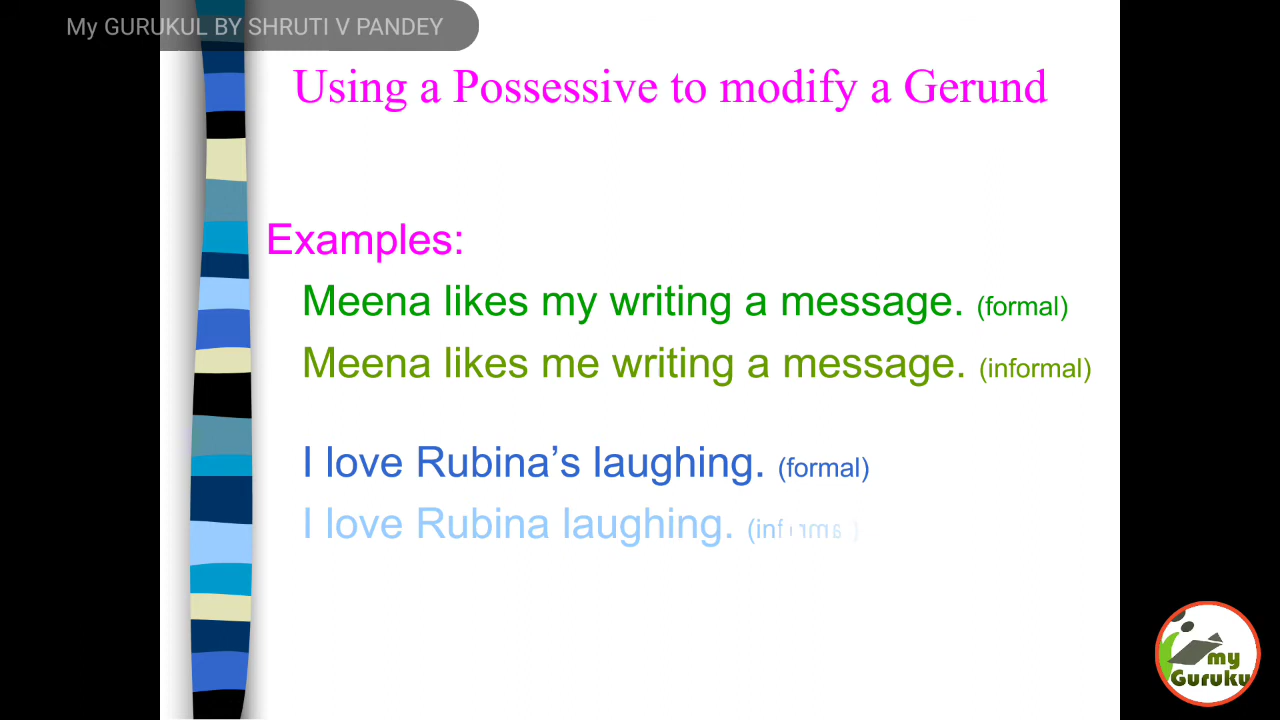 My GURUKUL BY SHRUTI V PANDEY
Using a Possessive to modify a Gerund
Examples:
Meena likes my writing a message. (formal)
Meena likes me writing a message. (informal)
I love Rubina’s laughing. (formal)
I love Rubina laughing.
my
Guruku